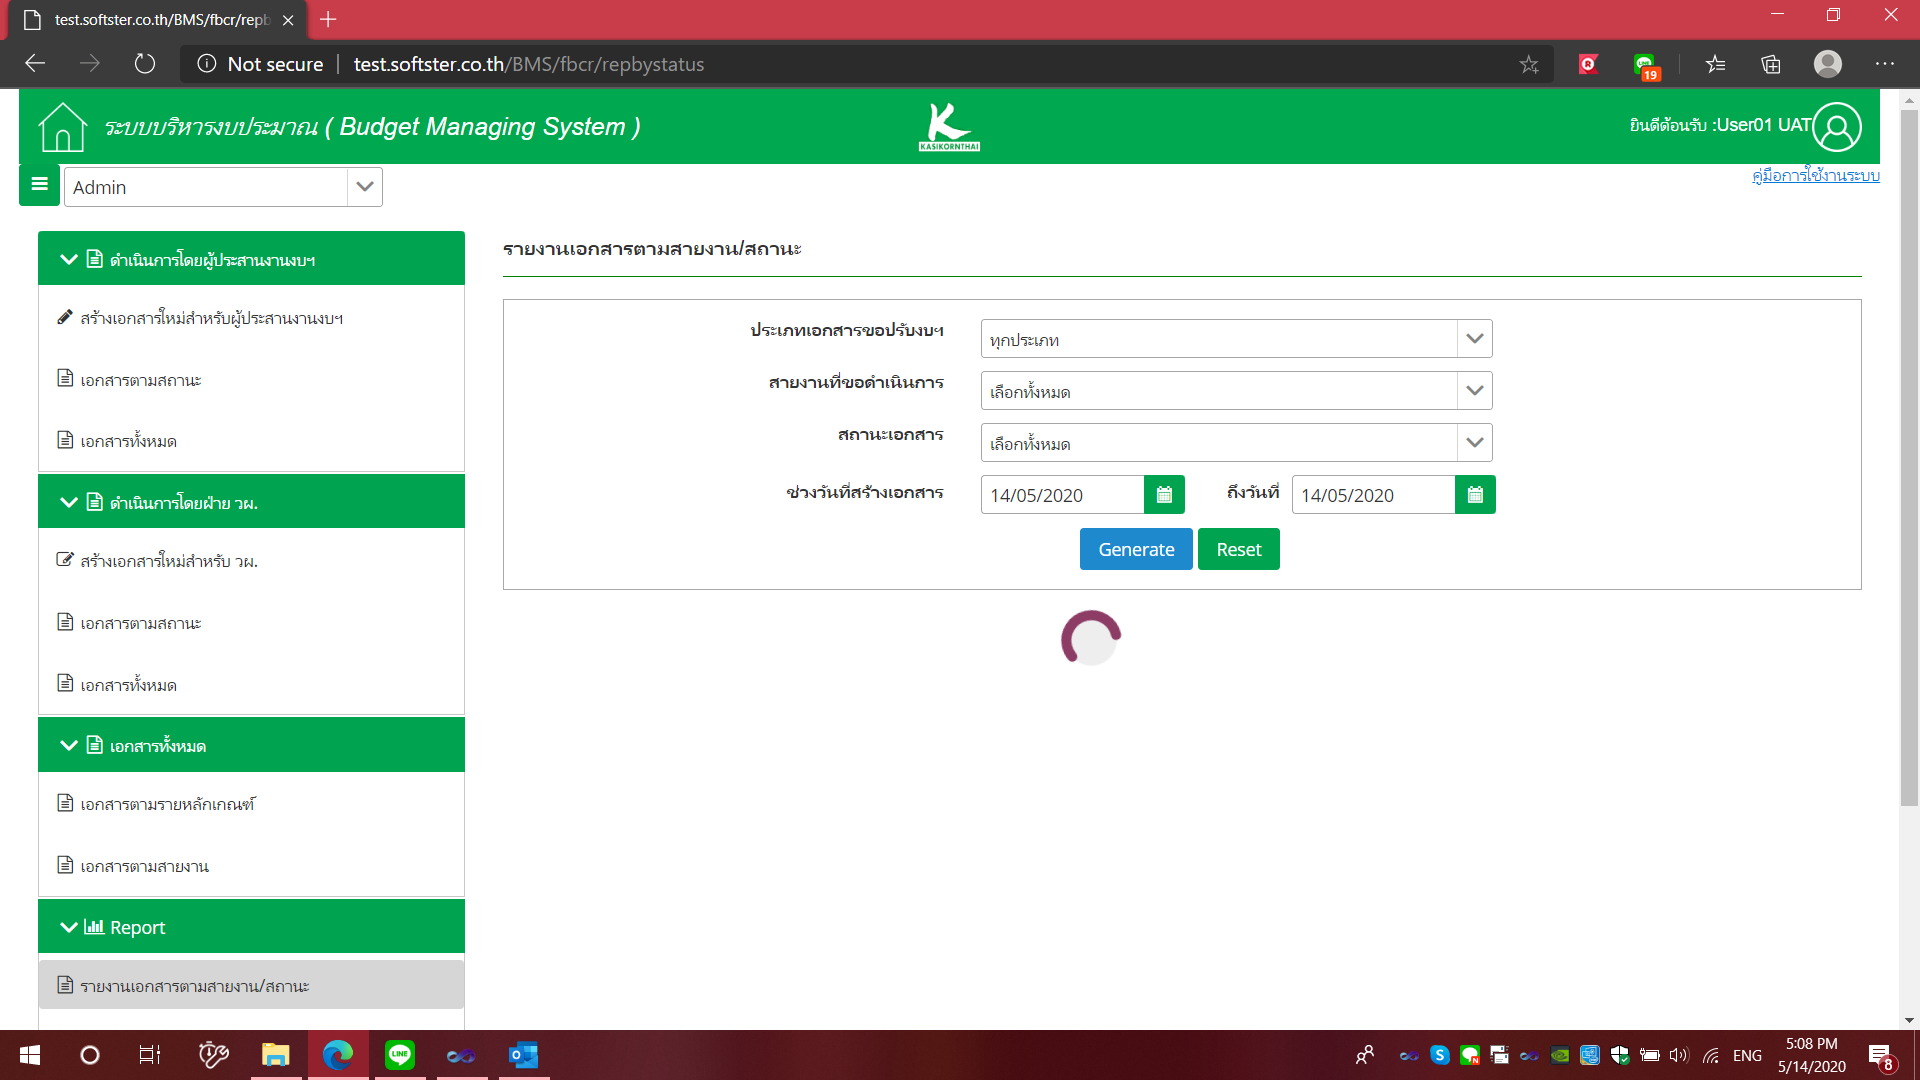 test.softster.co.th/BMS/fbcr/repb
Not secure
test.softster.co.th/BMS/fbcr/repbystatus
19
ระบบบริหารงบประมาณ ( Budget Managing System )
KASIKORNTHAI
ยินดีต้อนรับ :User01 UAT
Admin
คู่มือการใช้งานระบบ
ดำเนินการโดยผู้ประสานงานงบฯ
สร้างเอกสารใหม่สำหรับผู้ประสานงานงบฯ
เอกสารตามสถานะ
เอกสารทั้งหมด
ดำเนินการโดยฝ่าย วผ.
สร้างเอกสารใหม่สำหรับ วผ.
เอกสารตามสถานะ
เอกสารทั้งหมด
เอกสารทั้งหมด
เอกสารตามรายหลักเกณฑ์
เอกสารตามสายงาน
Report
รายงานเอกสารตามสายงาน/สถานะ
รายงานเอกสารตามสายงาน/สถานะ
ประเภทเอกสารขอปรับงบฯ ทุกประเภท
สายงานที่ขอดำเนินการ เลือกทั้งหมด
สถานะเอกสาร เลือกทั้งหมด
ช่วงวันที่สร้างเอกสาร 14/05/2020 ถึงวันที่ 14/05/2020
Generate Reset
LINE
ENG
5:08 PM
5/14/2020
8